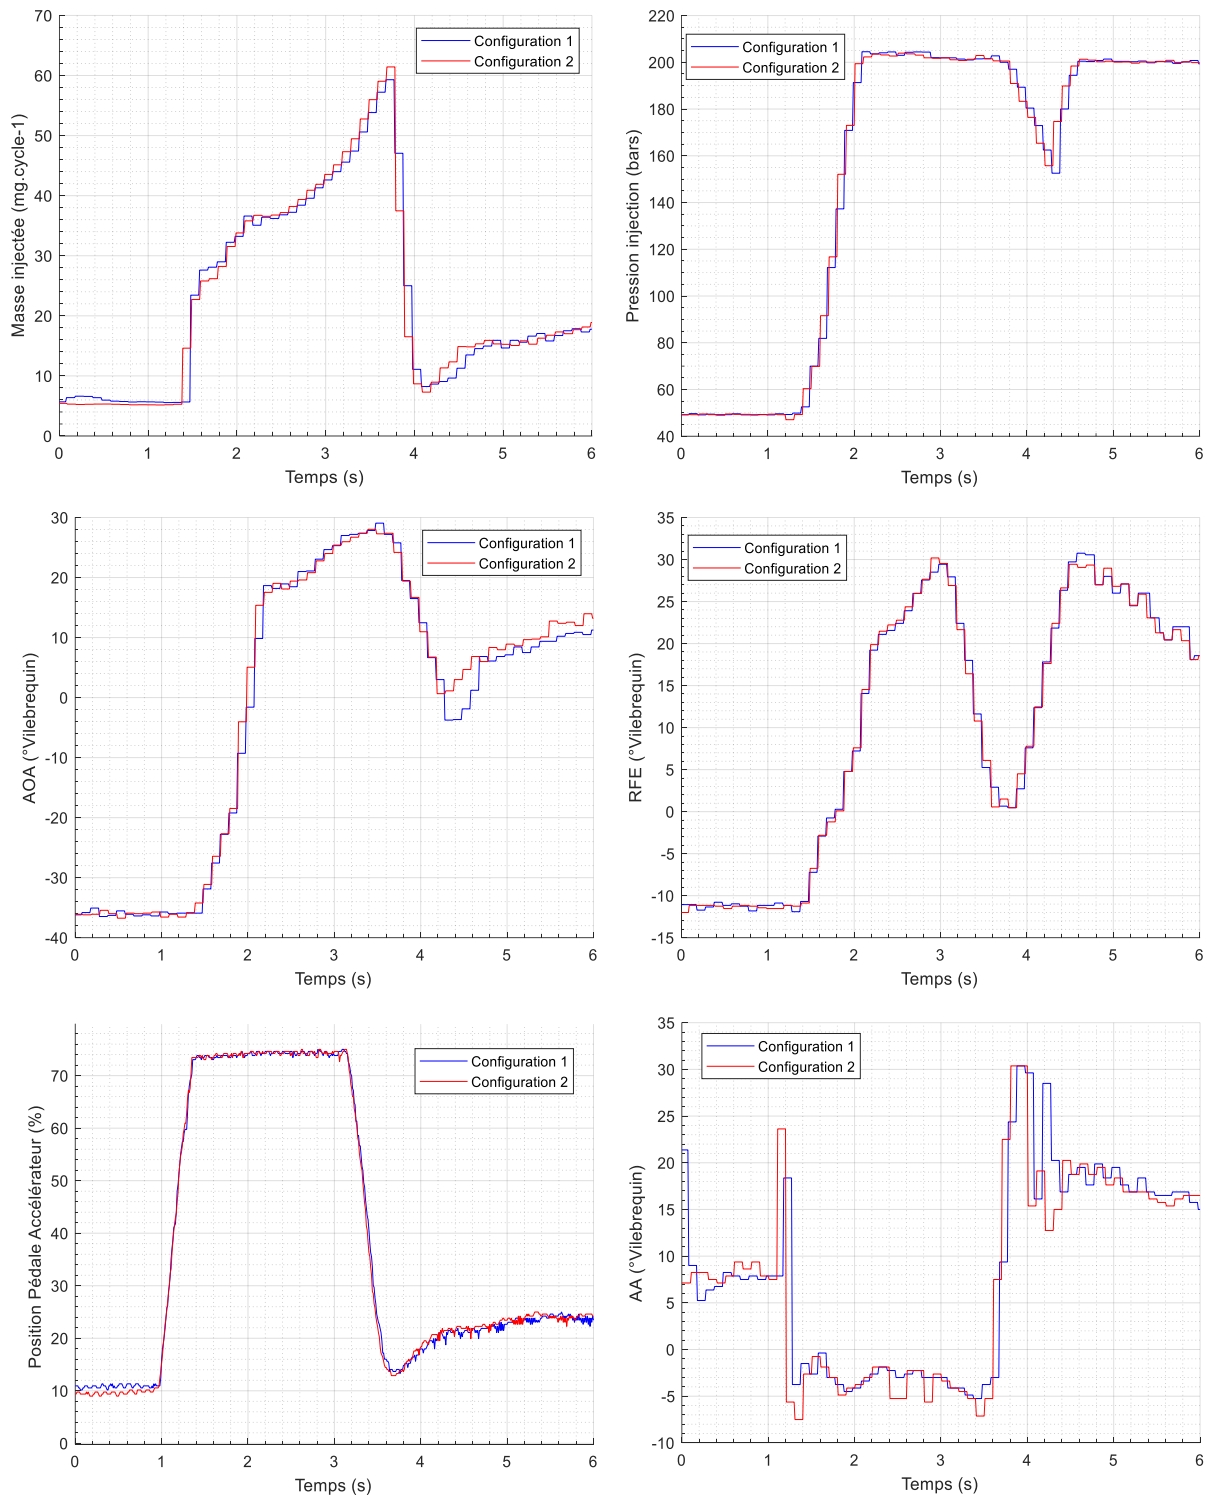 70
60
50
40
30
20
10
0
Masse injectée (mg.cycle-1)
Configuration 1
Configuration 2
0 1 2 3 4 5 6
Temps (s)
220
200
180
160
140
120
100
80
60
40
Pression injection (bars)
Configuration 1
Configuration 2
0 1 2 3 4 5 6
Temps (s)
30
20
10
0
-10
-20
-30
-40
AOA (°Vilebrequin)
Configuration 1
Configuration 2
0 1 2 3 4 5 6
Temps (s)
35
30
25
20
15
10
5
0
-5
-10
-15
RFE (°Vilebrequin)
Configuration 1
Configuration 2
0 1 2 3 4 5 6
Temps (s)
70
60
50
40
30
20
10
0
Position Pédale Accélérateur (%)
Configuration 1
Configuration 2
0 1 2 3 4 5 6
Temps (s)
35
30
25
20
15
10
5
0
-5
-10
AA (°Vilebrequin)
Configuration 1
Configuration 2
0 1 2 3 4 5 6
Temps (s)